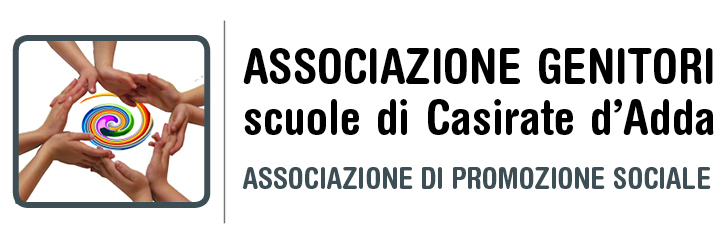 ASSOCIAZIONE GENITORI
scuole di Casirate d'Adda
ASSOCIAZIONE DI PROMOZIONE SOCIALE